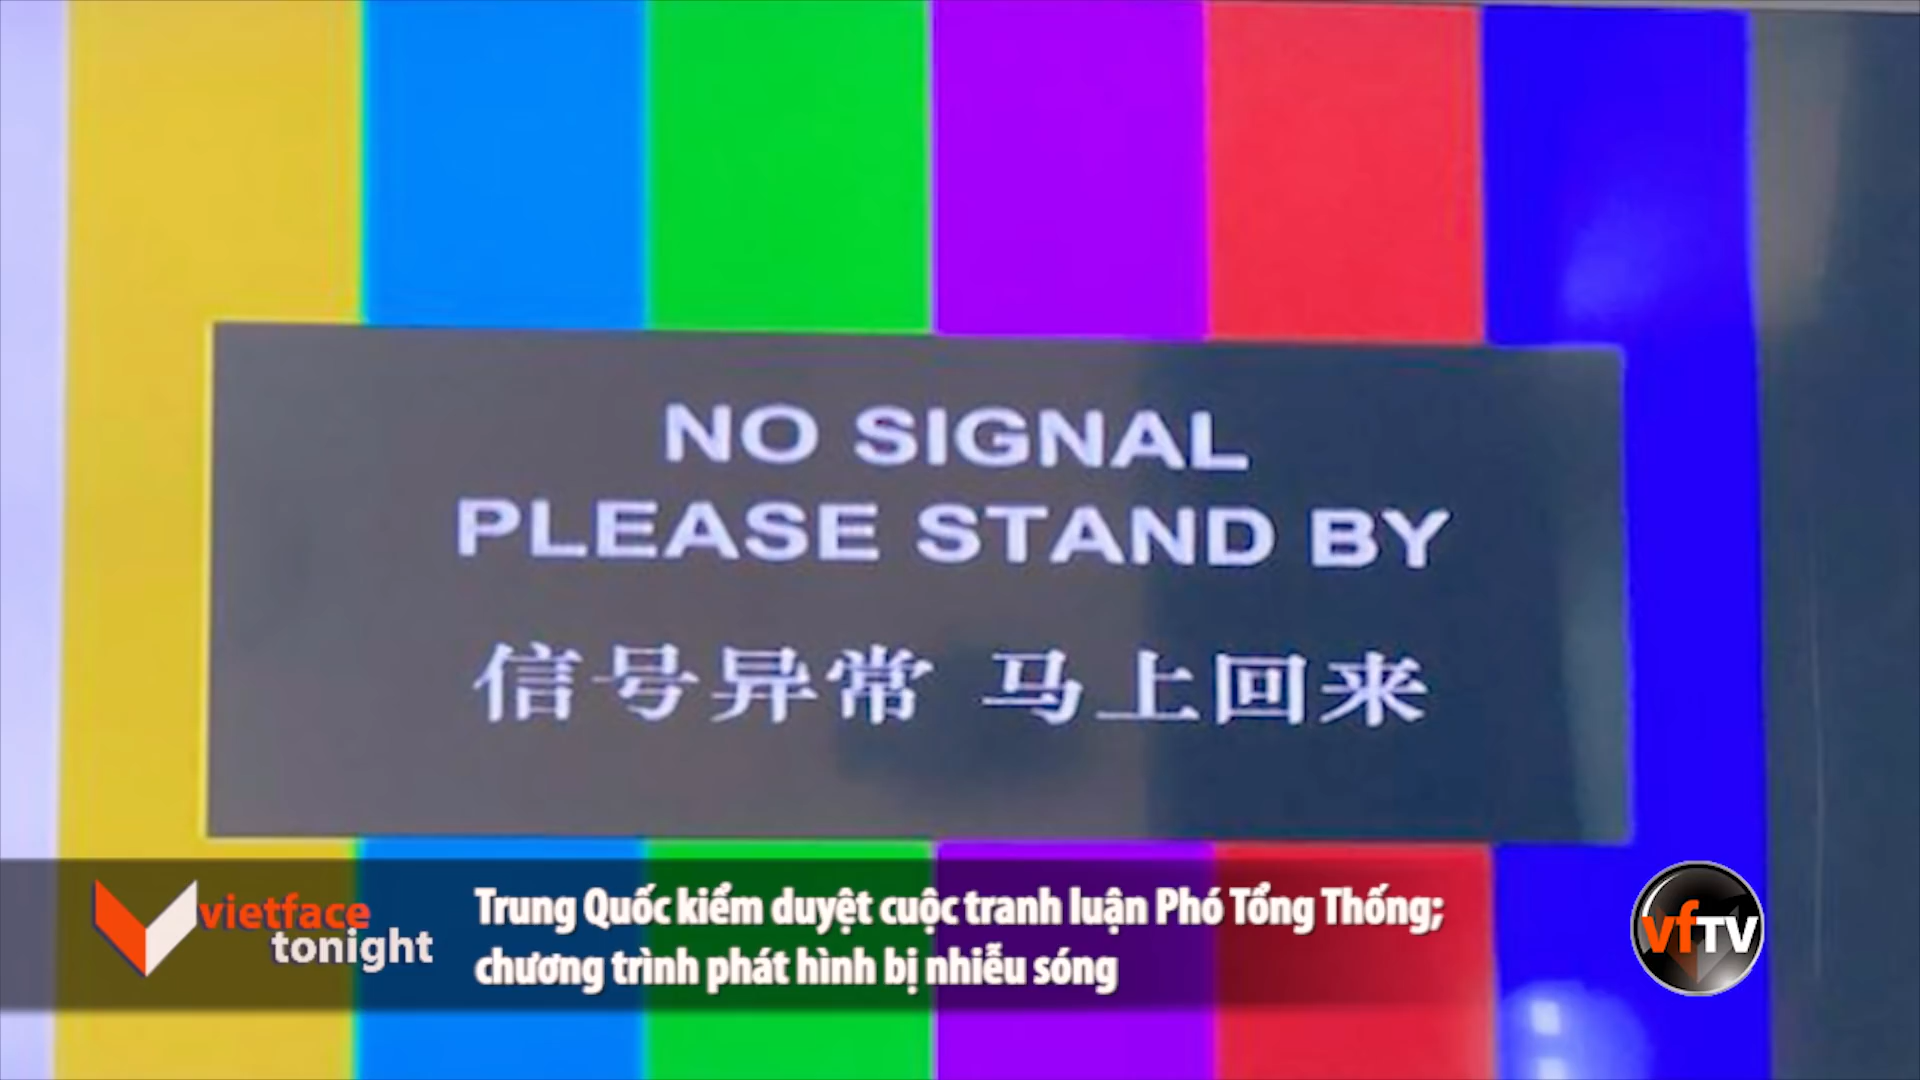 NO SIGNAL
PLEASE STAND BY
信号异常 马上回来
vietface
tonight
Trung Quốc kiểm duyệt cuộc tranh luận Phó Tổng Thống;
chương trình phát hình bị nhiễu sóng
vfTV